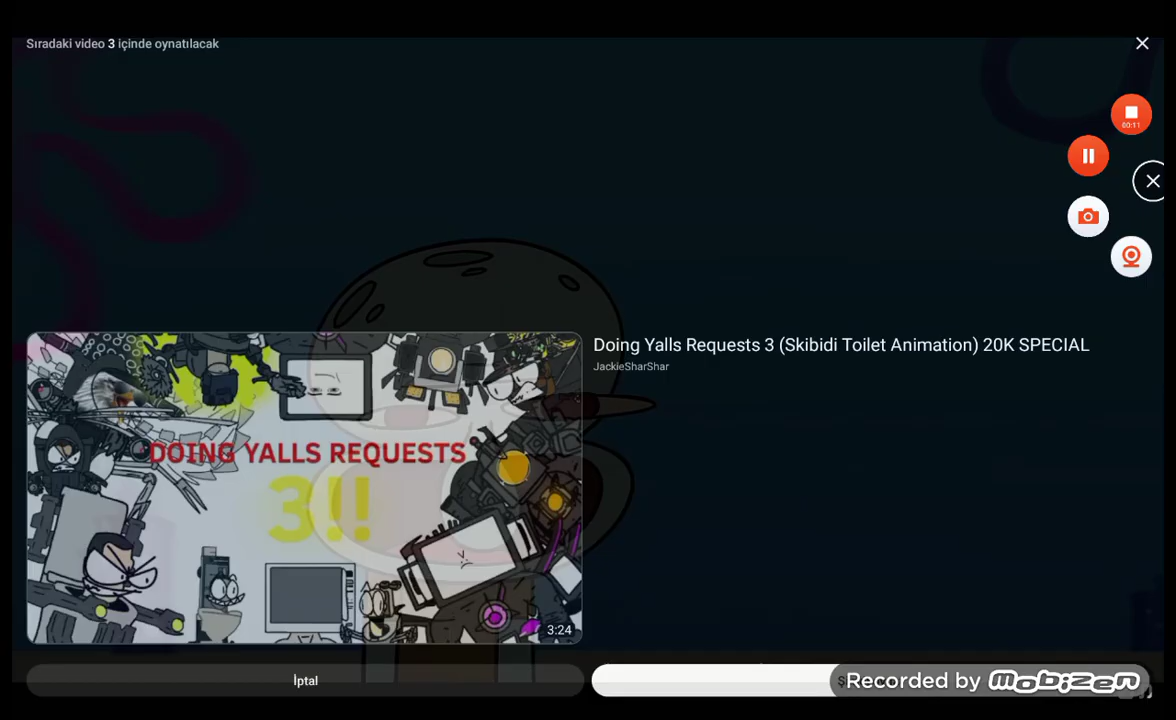 Sıradaki video 3 içinde oynatılacak
00:11
Doing Yalls Requests 3 (Skibidi Toilet Animation) 20K SPECIAL
JackieSharShar
DOING YALLS REQUESTS
3!!
3:24
İptal
Recorded by mobizen